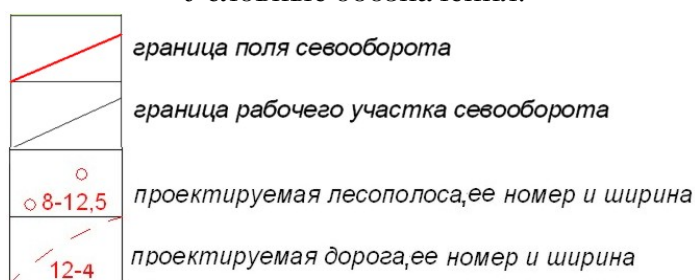 граница поля севооборота
граница рабочего участка севооборота
8-12,5
проектируемая лесополоса,ее номер и ширина
12-4
проектируемая дорога,ее номер и ширина